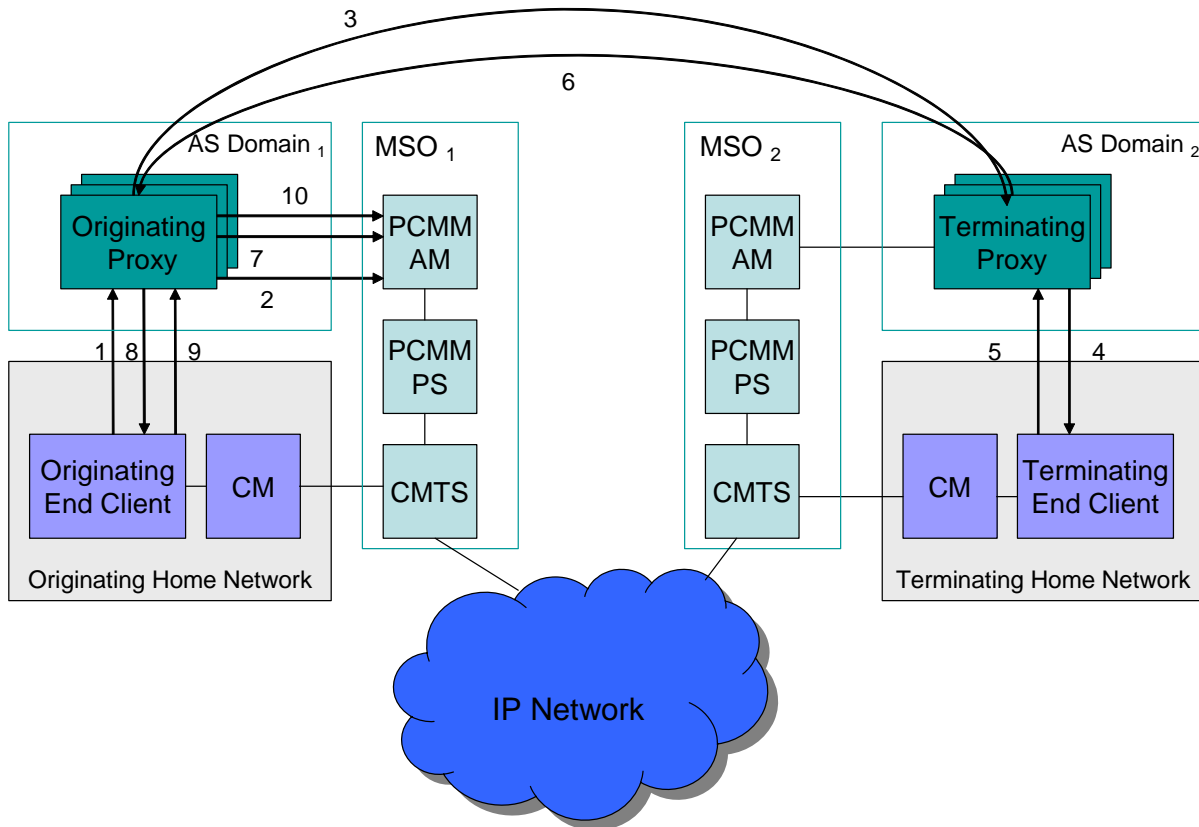 3
6
AS Domain 1
MSO 1
MSO 2
AS Domain 2
10
Originating
Proxy
7
2
PCMM
AM
PCMM
AM
Terminating
Proxy
1
8
9
PCMM
PS
PCMM
PS
5
4
Originating
End Client
CM
CMTS
CMTS
CM
Terminating
End Client
Originating Home Network
Terminating Home Network
IP Network